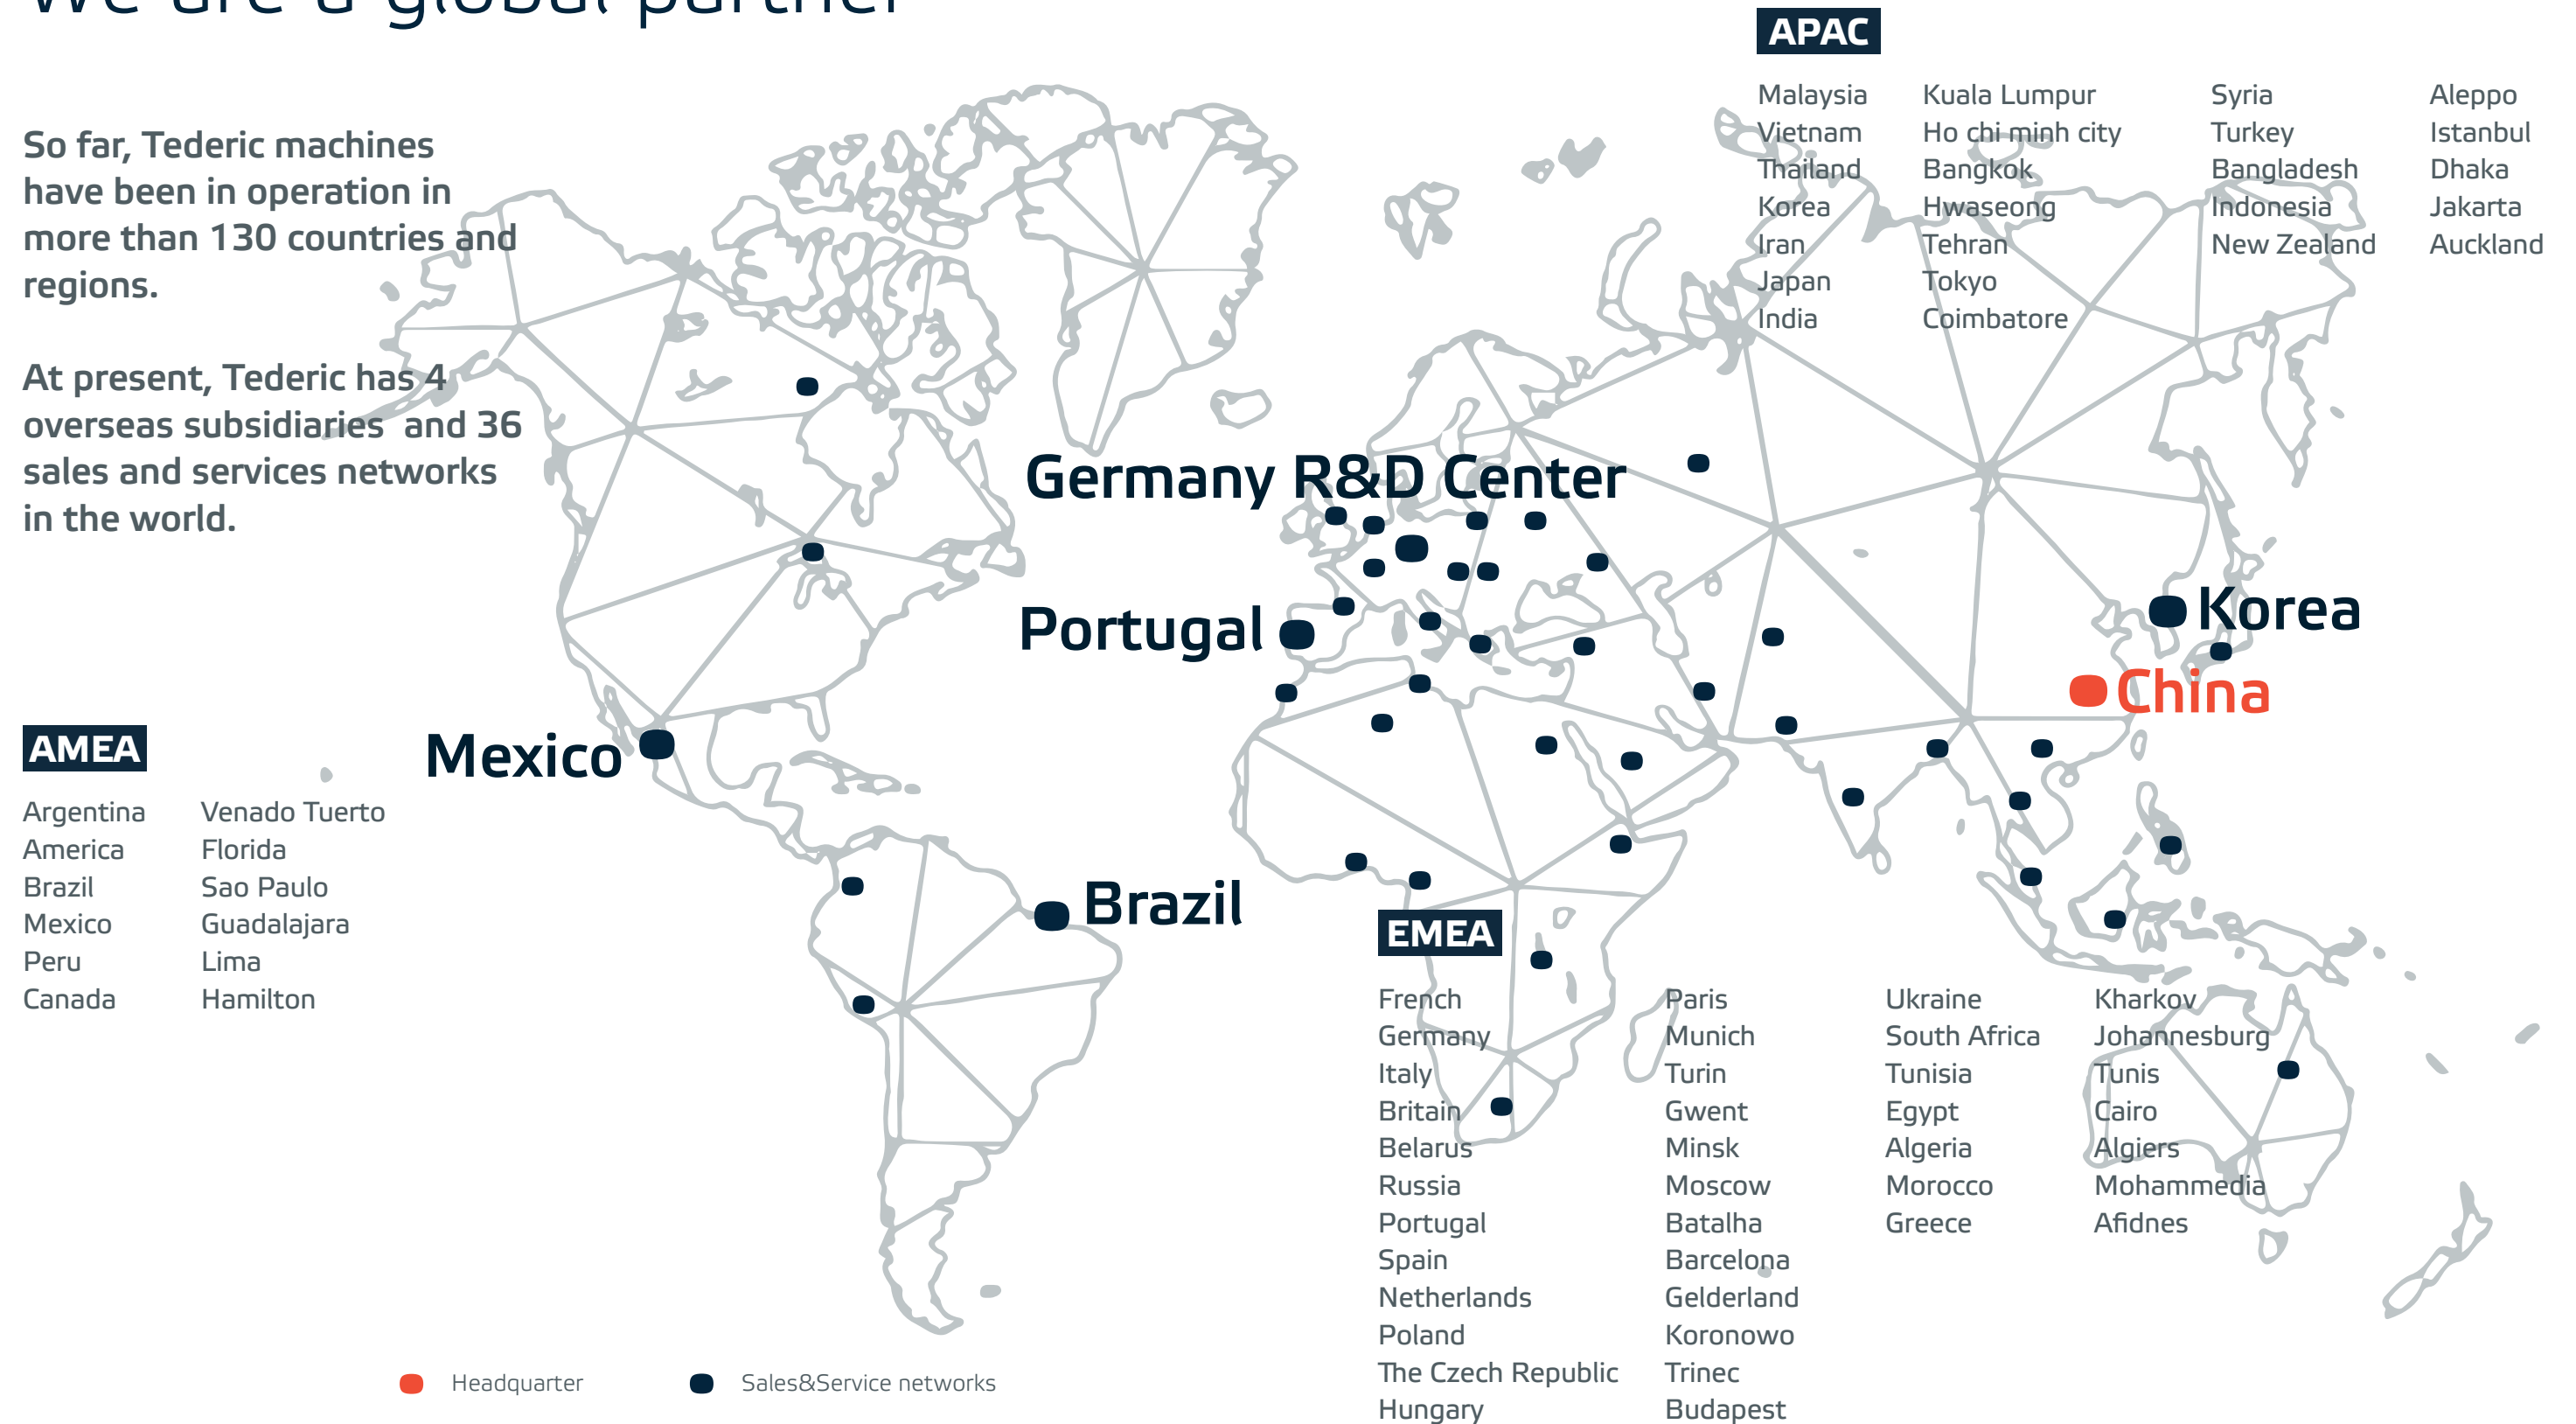 We are a global partner
So far, Tederic machines
have been in operation in
more than 130 countries and
regions.
At present, Tederic has 4
overseas subsidiaries and 36
sales and services networks
in the world.
APAC
Malaysia Kuala Lumpur Syria Aleppo
Vietnam Ho chi minh city Turkey Istanbul
Thailand Bangkok Bangladesh Dhaka
Korea Hwaseong Indonesia Jakarta
Iran Tehran New Zealand Auckland
Japan Tokyo
India Coimbatore
Germany R&D Center
Portugal
Korea
China
Mexico
Brazil
AMEA
Argentina Venado Tuerto
America Florida
Brazil Sao Paulo
Mexico Guadalajara
Peru Lima
Canada Hamilton
EMEA
French Paris Ukraine Kharkov
Germany Munich South Africa Johannesburg
Italy Turin Tunisia Tunis
Britain Gwent Egypt Cairo
Belarus Minsk Algeria Algiers
Russia Moscow Morocco Mohammedia
Portugal Batalha Greece Afidnes
Spain Barcelona
Netherlands Gelderland
Poland Koronowo
The Czech Republic Trinec
Hungary Budapest
Headquarter Sales&Service networks